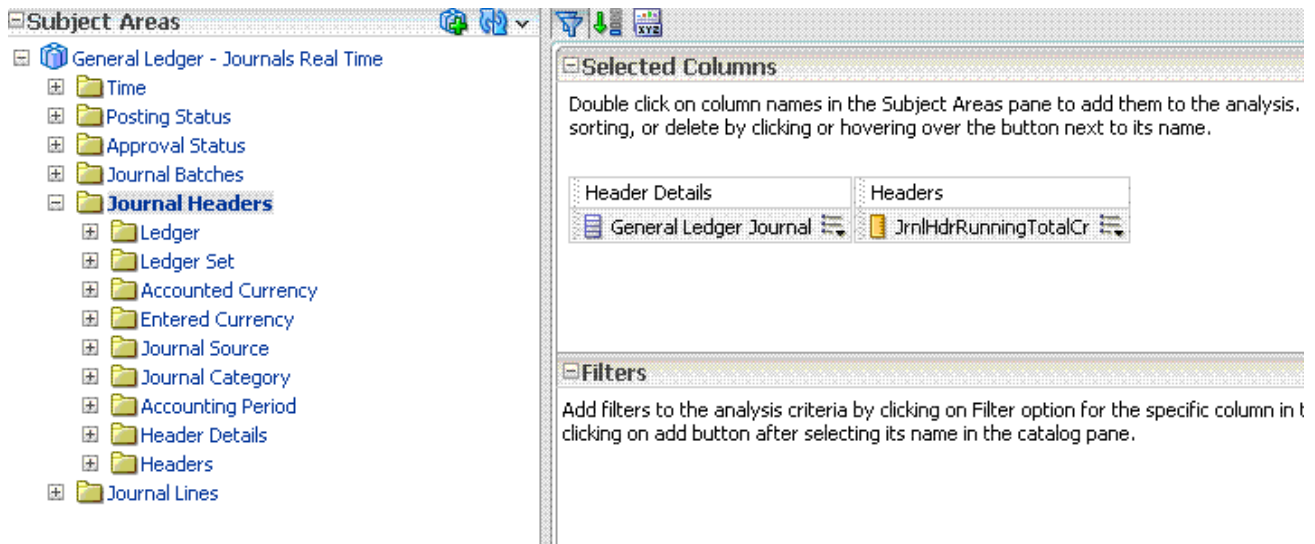 Subject Areas
General Ledger - Journals Real Time
Time
Posting Status
Approval Status
Journal Batches
Journal Headers
Ledger
Ledger Set
Accounted Currency
Entered Currency
Journal Source
Journal Category
Accounting Period
Header Details
Headers
Journal Lines
XYZ
Selected Columns
Double click on column names in the Subject Areas pane to add them to the analysis.
sorting, or delete by clicking or hovering over the button next to its name.
Header Details Headers
General Ledger Journal JrnlHdrRunningTotalCr
Filters
Add filters to the analysis criteria by clicking on Filter option for the specific column in
clicking on add button after selecting its name in the catalog pane.